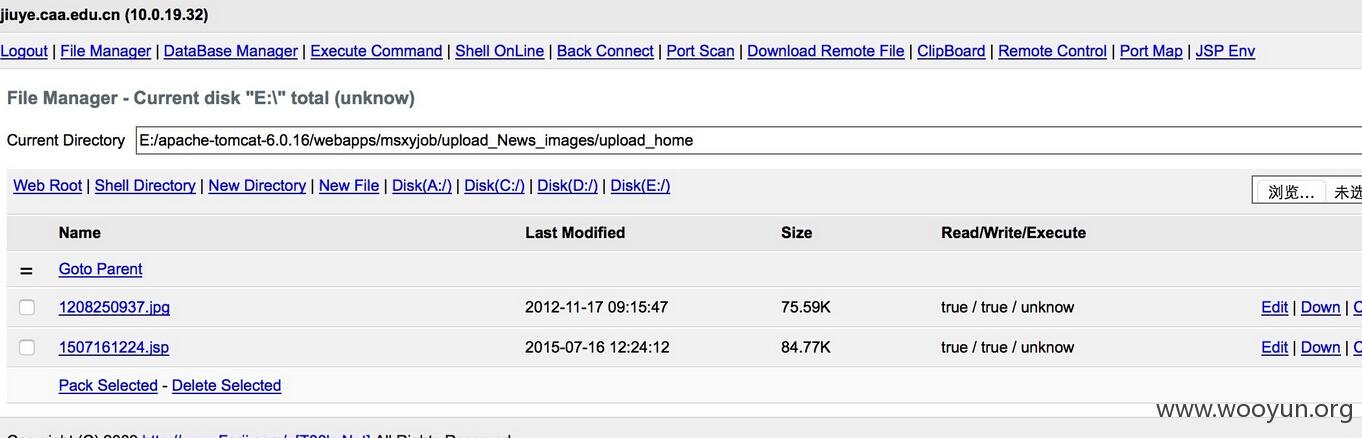 jiuye.caa.edu.cn (10.0.19.32)
Logout | File Manager | DataBase Manager | Execute Command | Shell OnLine | Back Connect | Port Scan | Download Remote File | ClipBoard | Remote Control | Port Map | JSP Env
File Manager - Current disk "E:\" total (unknow)
Current Directory E:/apache-tomcat-6.0.16/webapps/msxyjob/upload_News_images/upload_home
Web Root | Shell Directory | New Directory | New File | Disk(A:/) | Disk(C:/) | Disk(D:/) | Disk(E:/) 浏览... 未选
Name Last Modified Size Read/Write/Execute
= Goto Parent
1208250937.jpg 2012-11-17 09:15:47 75.59K true / true / unknow Edit | Down |
1507161224.jsp 2015-07-16 12:24:12 84.77K true / true / unknow Edit | Down |
Pack Selected - Delete Selected
www.wooyun.org